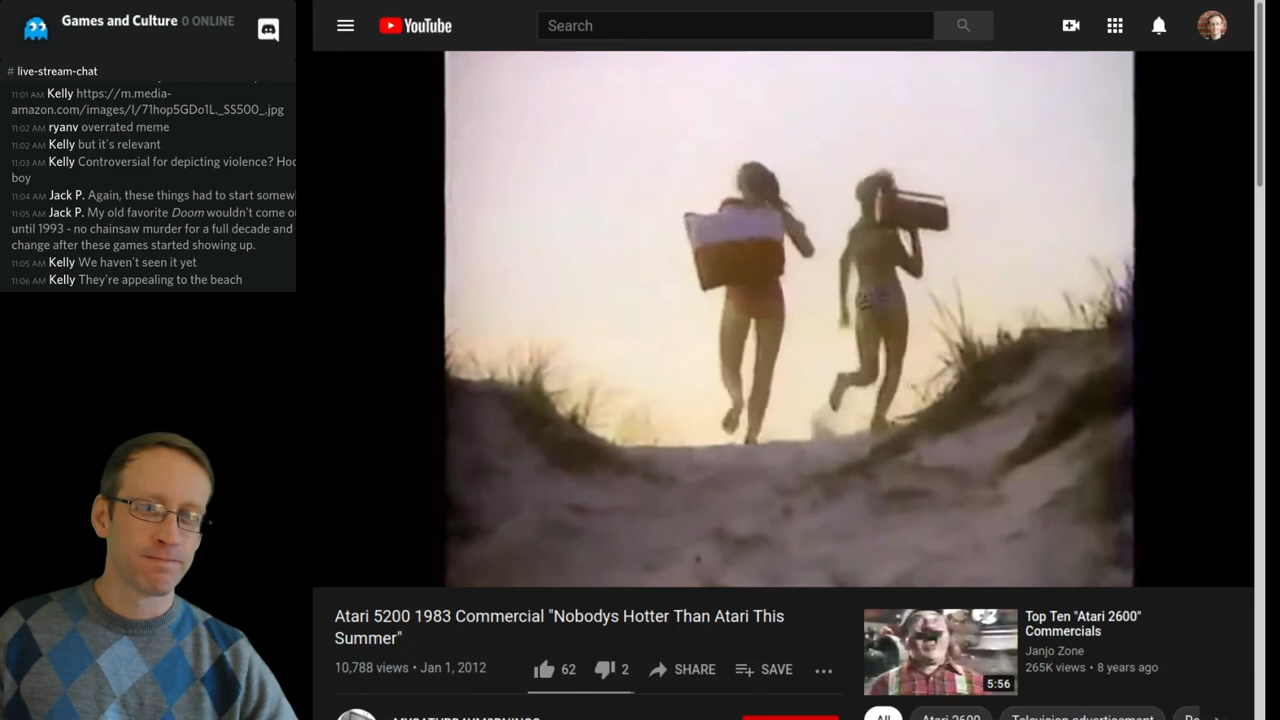 Games and Culture 0 ONLINE
# live-stream-chat
11:01 AM Kelly https://m.media-
amazon.com/images/I/71hop5GDo1L._SS500_.jpg
11:02 AM ryanv overrated meme
11:02 AM Kelly but it's relevant
11:03 AM Kelly Controversial for depicting violence? Hoo
boy
11:04 AM Jack P. Again, these things had to start somew
11:05 AM Jack P. My old favorite Doom wouldn't come o
until 1993 - no chainsaw murder for a full decade and
change after these games started showing up.
11:05 AM Kelly We haven't seen it yet
11:06 AM Kelly They're appealing to the beach
YouTube
Search
Atari 5200 1983 Commercial "Nobodys Hotter Than Atari This
Summer"
10,788 views • Jan 1, 2012
62
2
SHARE
SAVE
Top Ten "Atari 2600"
Commercials
Janjo Zone
265K views • 8 years ago
5:56
All
Atari 2600
Television advertisement